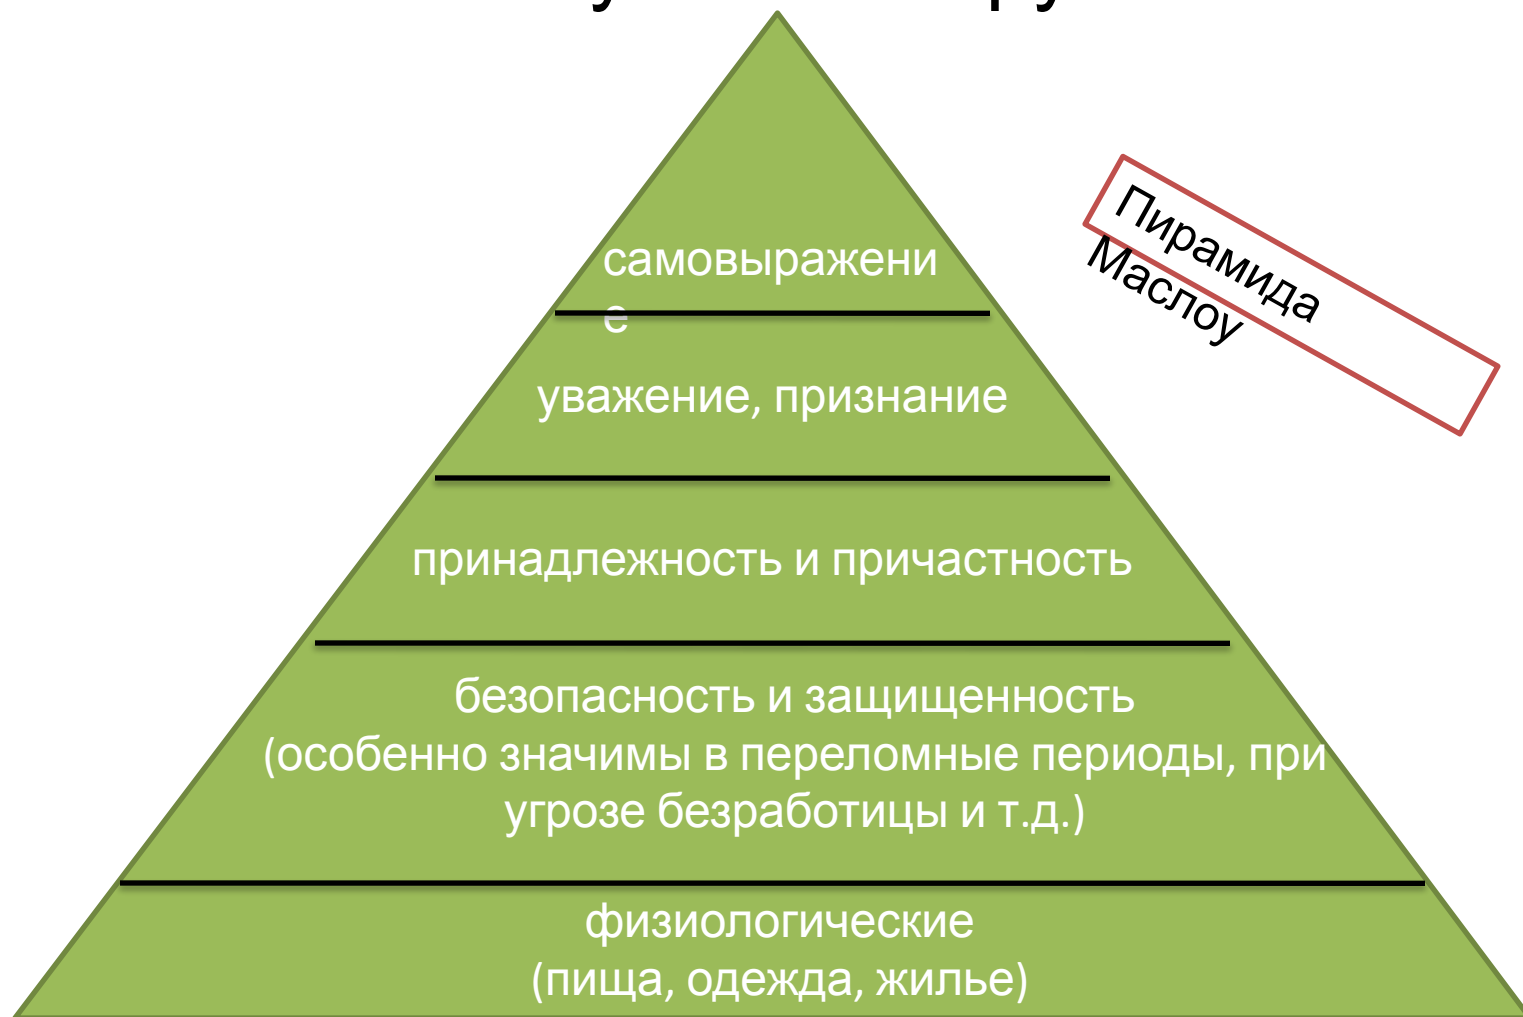 Пирамида
Маслоу
самовыражени
е
уважение, признание
принадлежность и причастность
безопасность и защищенность
(особенно значимы в переломные периоды, при
угрозе безработицы и т.д.)
физиологические
(пища, одежда, жилье)